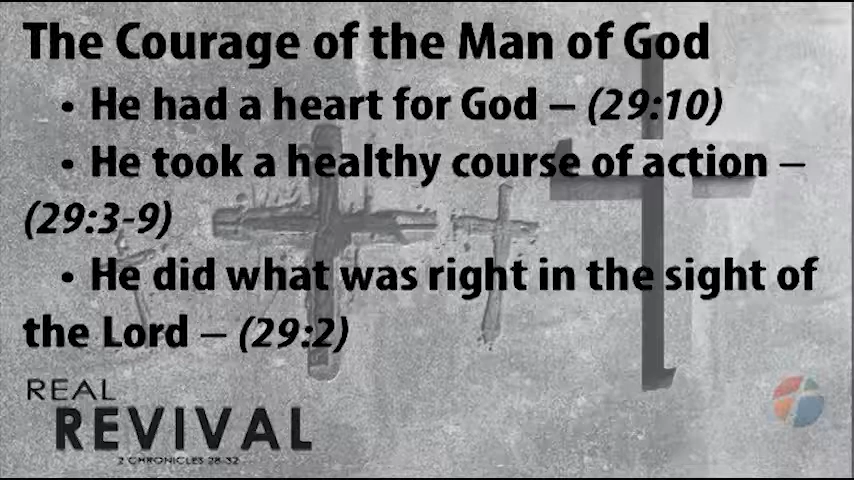 The Courage of the Man of God
• He had a heart for God – (29:10)
• He took a healthy course of action –
(29:3-9)
• He did what was right in the sight of
the Lord – (29:2)
REAL
REVIVAL
2 CHRONICLES 28-32